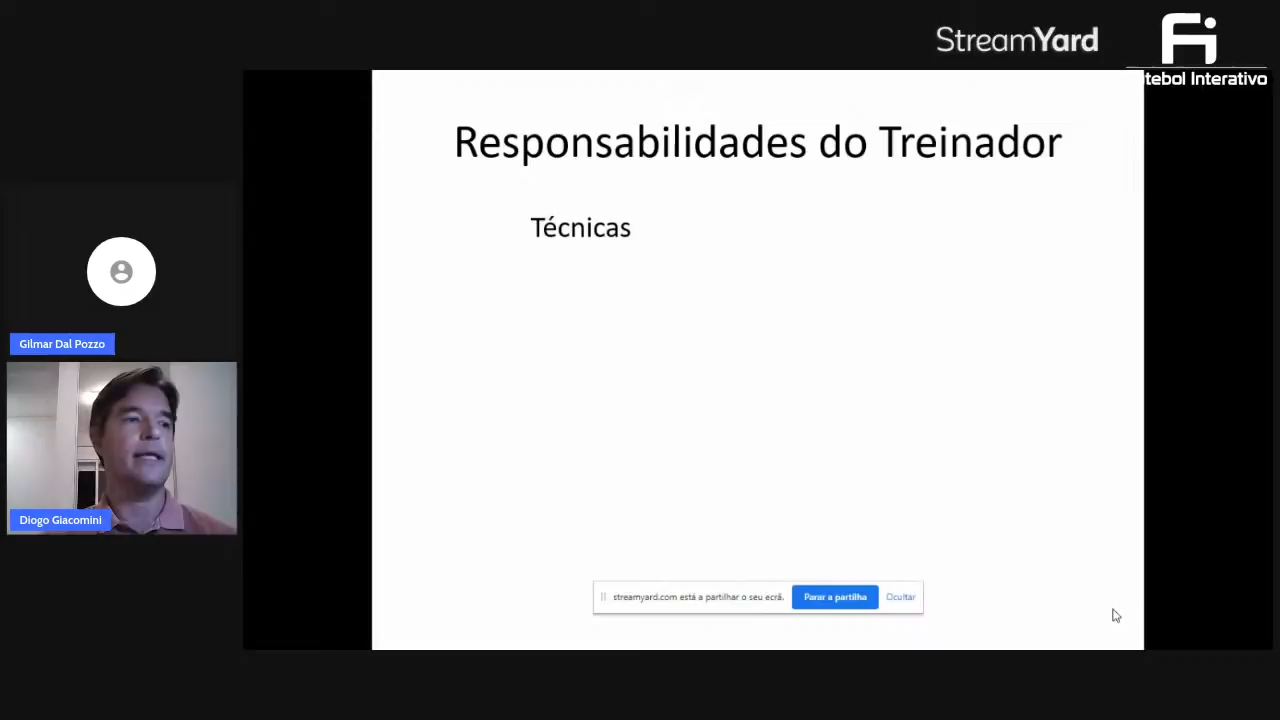 StreamYard
tebol Interativo
Responsabilidades do Treinador
Técnicas
Gilmar Dal Pozzo
Diogo Giacomini
streamyard.com está a partilhar o seu ecrã.
Parar a partilha
Ocultar